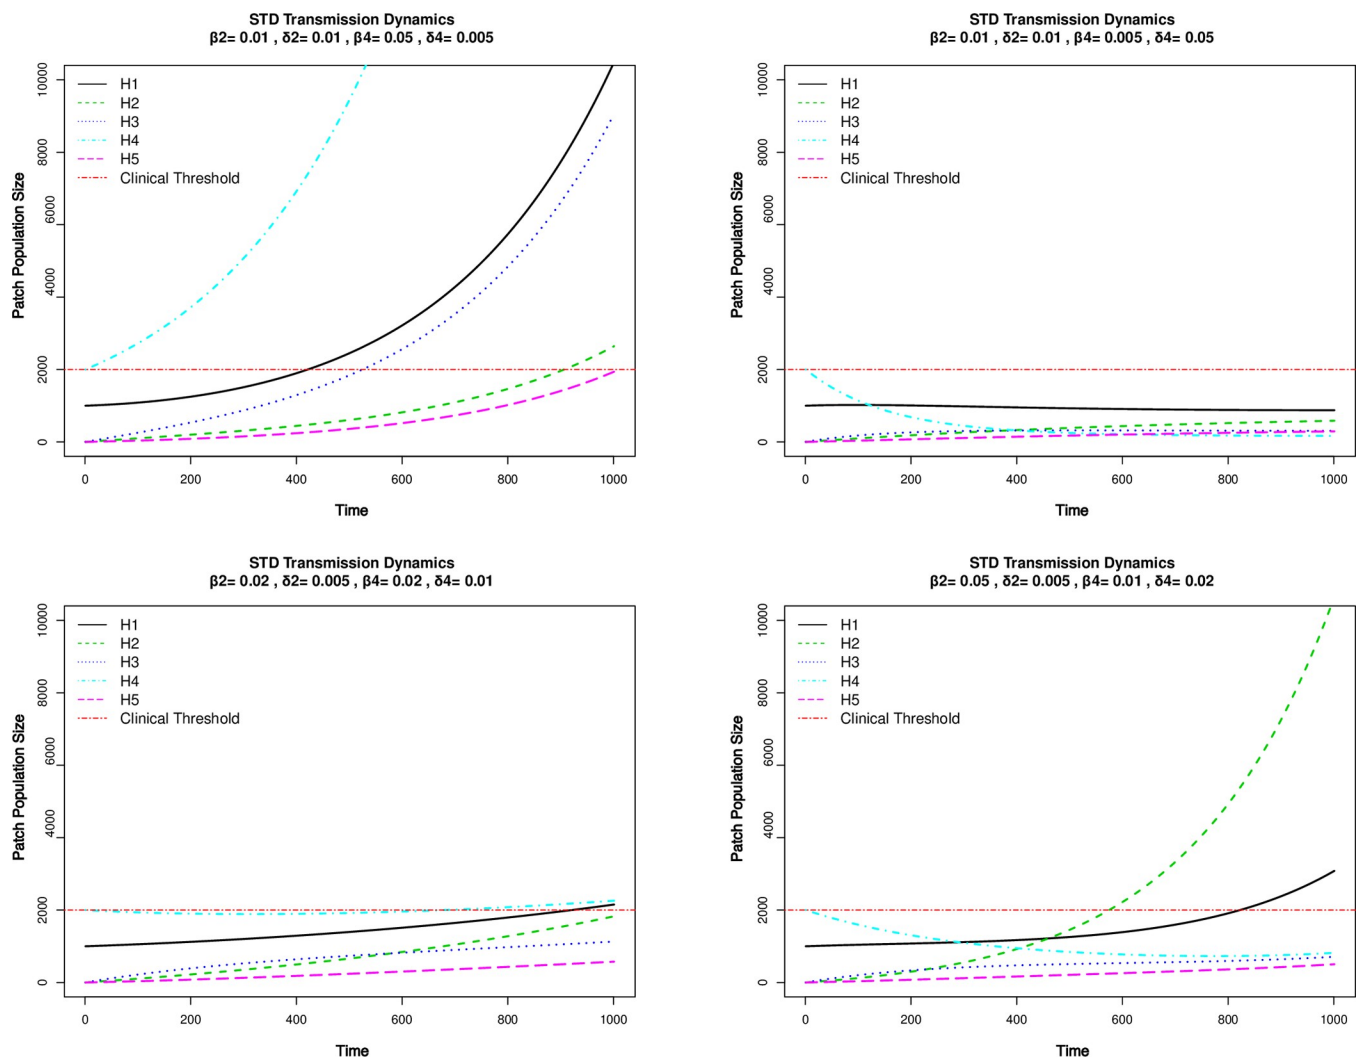 STD Transmission Dynamics
β2= 0.01 , δ2= 0.01 , β4= 0.05 , δ4= 0.005
H1
H2
H3
H4
H5
Clinical Threshold
Patch Population Size
10000
8000
6000
4000
2000
0
0 200 400 600 800 1000
Time
STD Transmission Dynamics
β2= 0.01 , δ2= 0.01 , β4= 0.005 , δ4= 0.05
H1
H2
H3
H4
H5
Clinical Threshold
Patch Population Size
10000
8000
6000
4000
2000
0
0 200 400 600 800 1000
Time
STD Transmission Dynamics
β2= 0.02 , δ2= 0.005 , β4= 0.02 , δ4= 0.01
H1
H2
H3
H4
H5
Clinical Threshold
Patch Population Size
10000
8000
6000
4000
2000
0
0 200 400 600 800 1000
Time
STD Transmission Dynamics
β2= 0.05 , δ2= 0.005 , β4= 0.01 , δ4= 0.02
H1
H2
H3
H4
H5
Clinical Threshold
Patch Population Size
10000
8000
6000
4000
2000
0
0 200 400 600 800 1000
Time